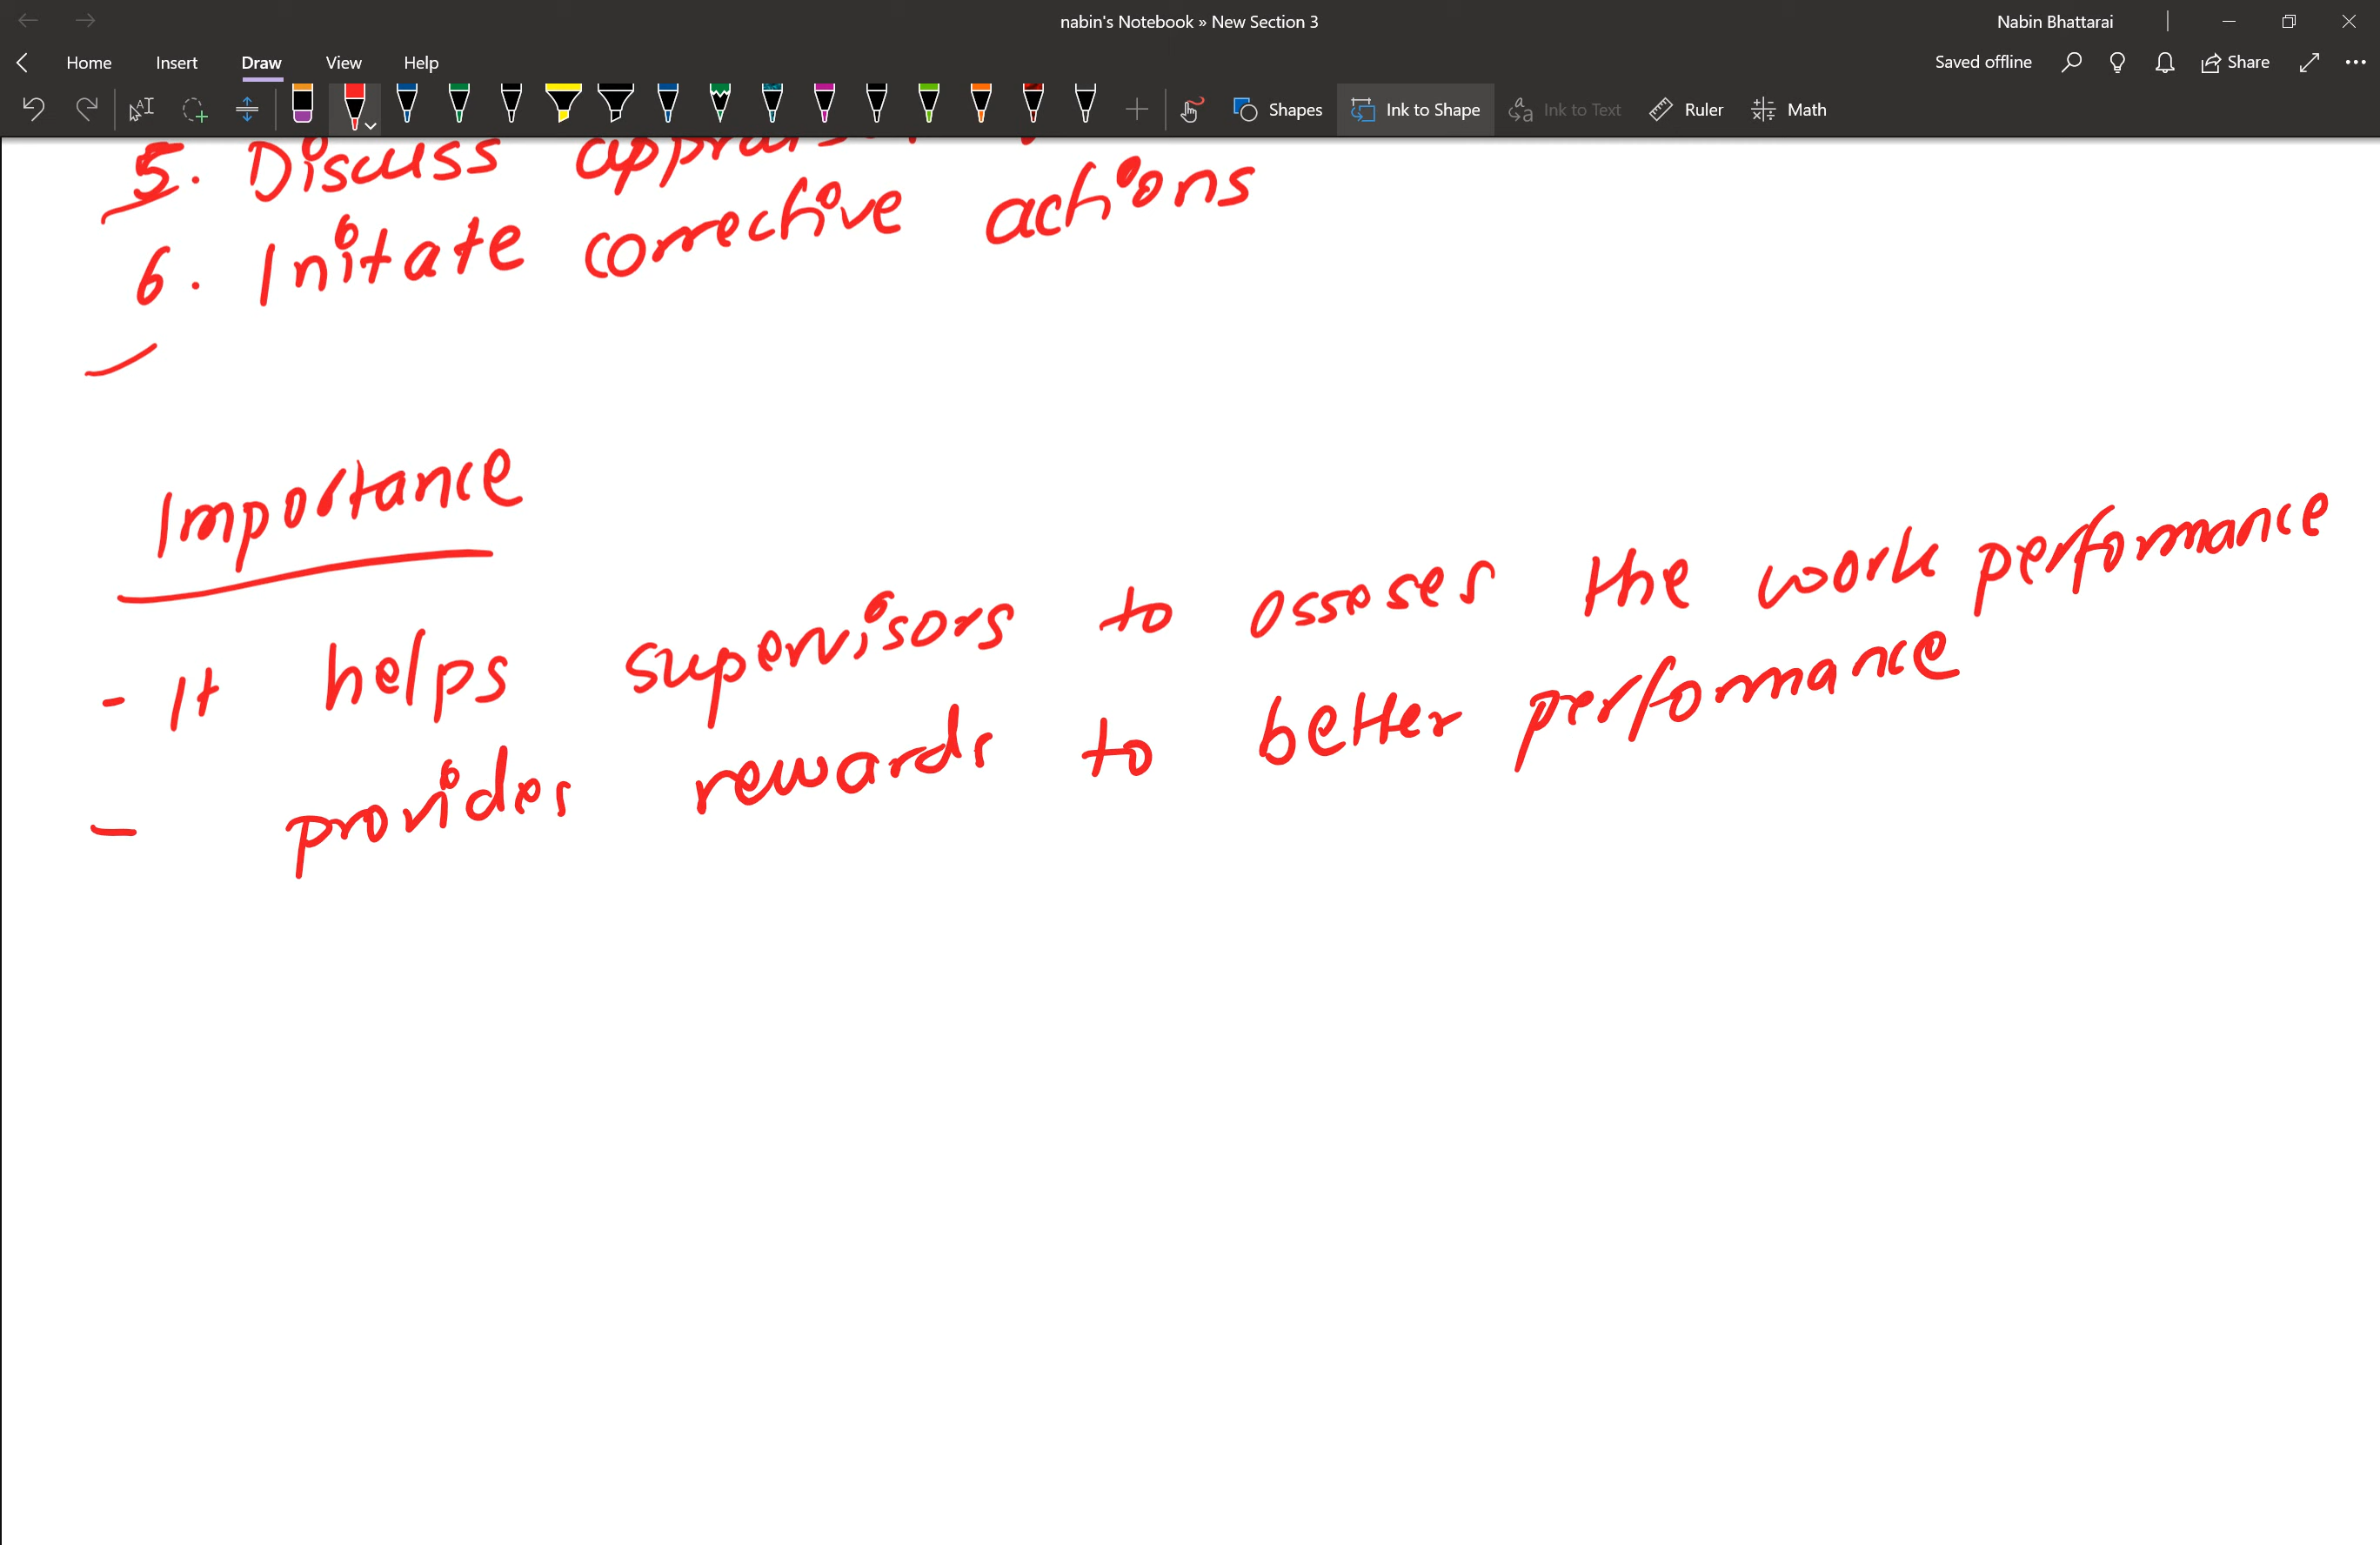 nabin's Notebook » New Section 3
Nabin Bhattarai
Home Insert Draw View Help
Saved offline
Share
Shapes
Ink to Shape
Ink to Text
Ruler
Math
5. Discuss
6. Initate corrective actions
Importance
- It helps supervisors to assses the work performance
- provides rewards to better performance